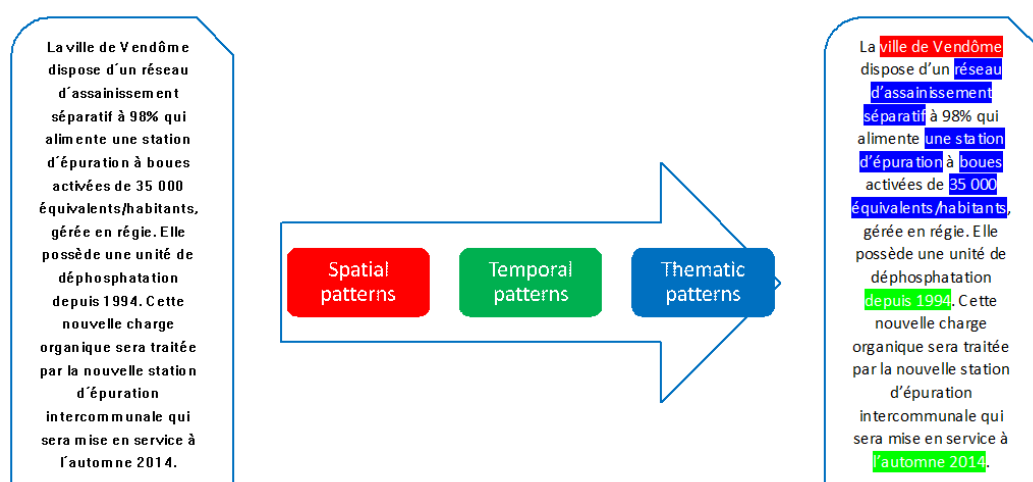 La ville de Vendôme
dispose d´un réseau
d´assainissement
séparatif à 98% qui
alimente une station
d´épuration à boues
activées de 35 000
équivalents/habitants,
gérée en régie. Elle
possède une unité de
déphosphatation
depuis 1994. Cette
nouvelle charge
organique sera traitée
par la nouvelle station
d´épuration
intercommunale qui
sera mise en service à
l´automne 2014.
Spatial
patterns
Temporal
patterns
Thematic
patterns
La ville de Vendôme
dispose d’un réseau
d’assainissement
séparatif à 98% qui
alimente une station
d’épuration à boues
activées de 35 000
équivalents/habitants,
gérée en régie. Elle
possède une unité de
déphosphatation
depuis 1994. Cette
nouvelle charge
organique sera traitée
par la nouvelle station
d’épuration
intercommunale qui
sera mise en service à
l’automne 2014.